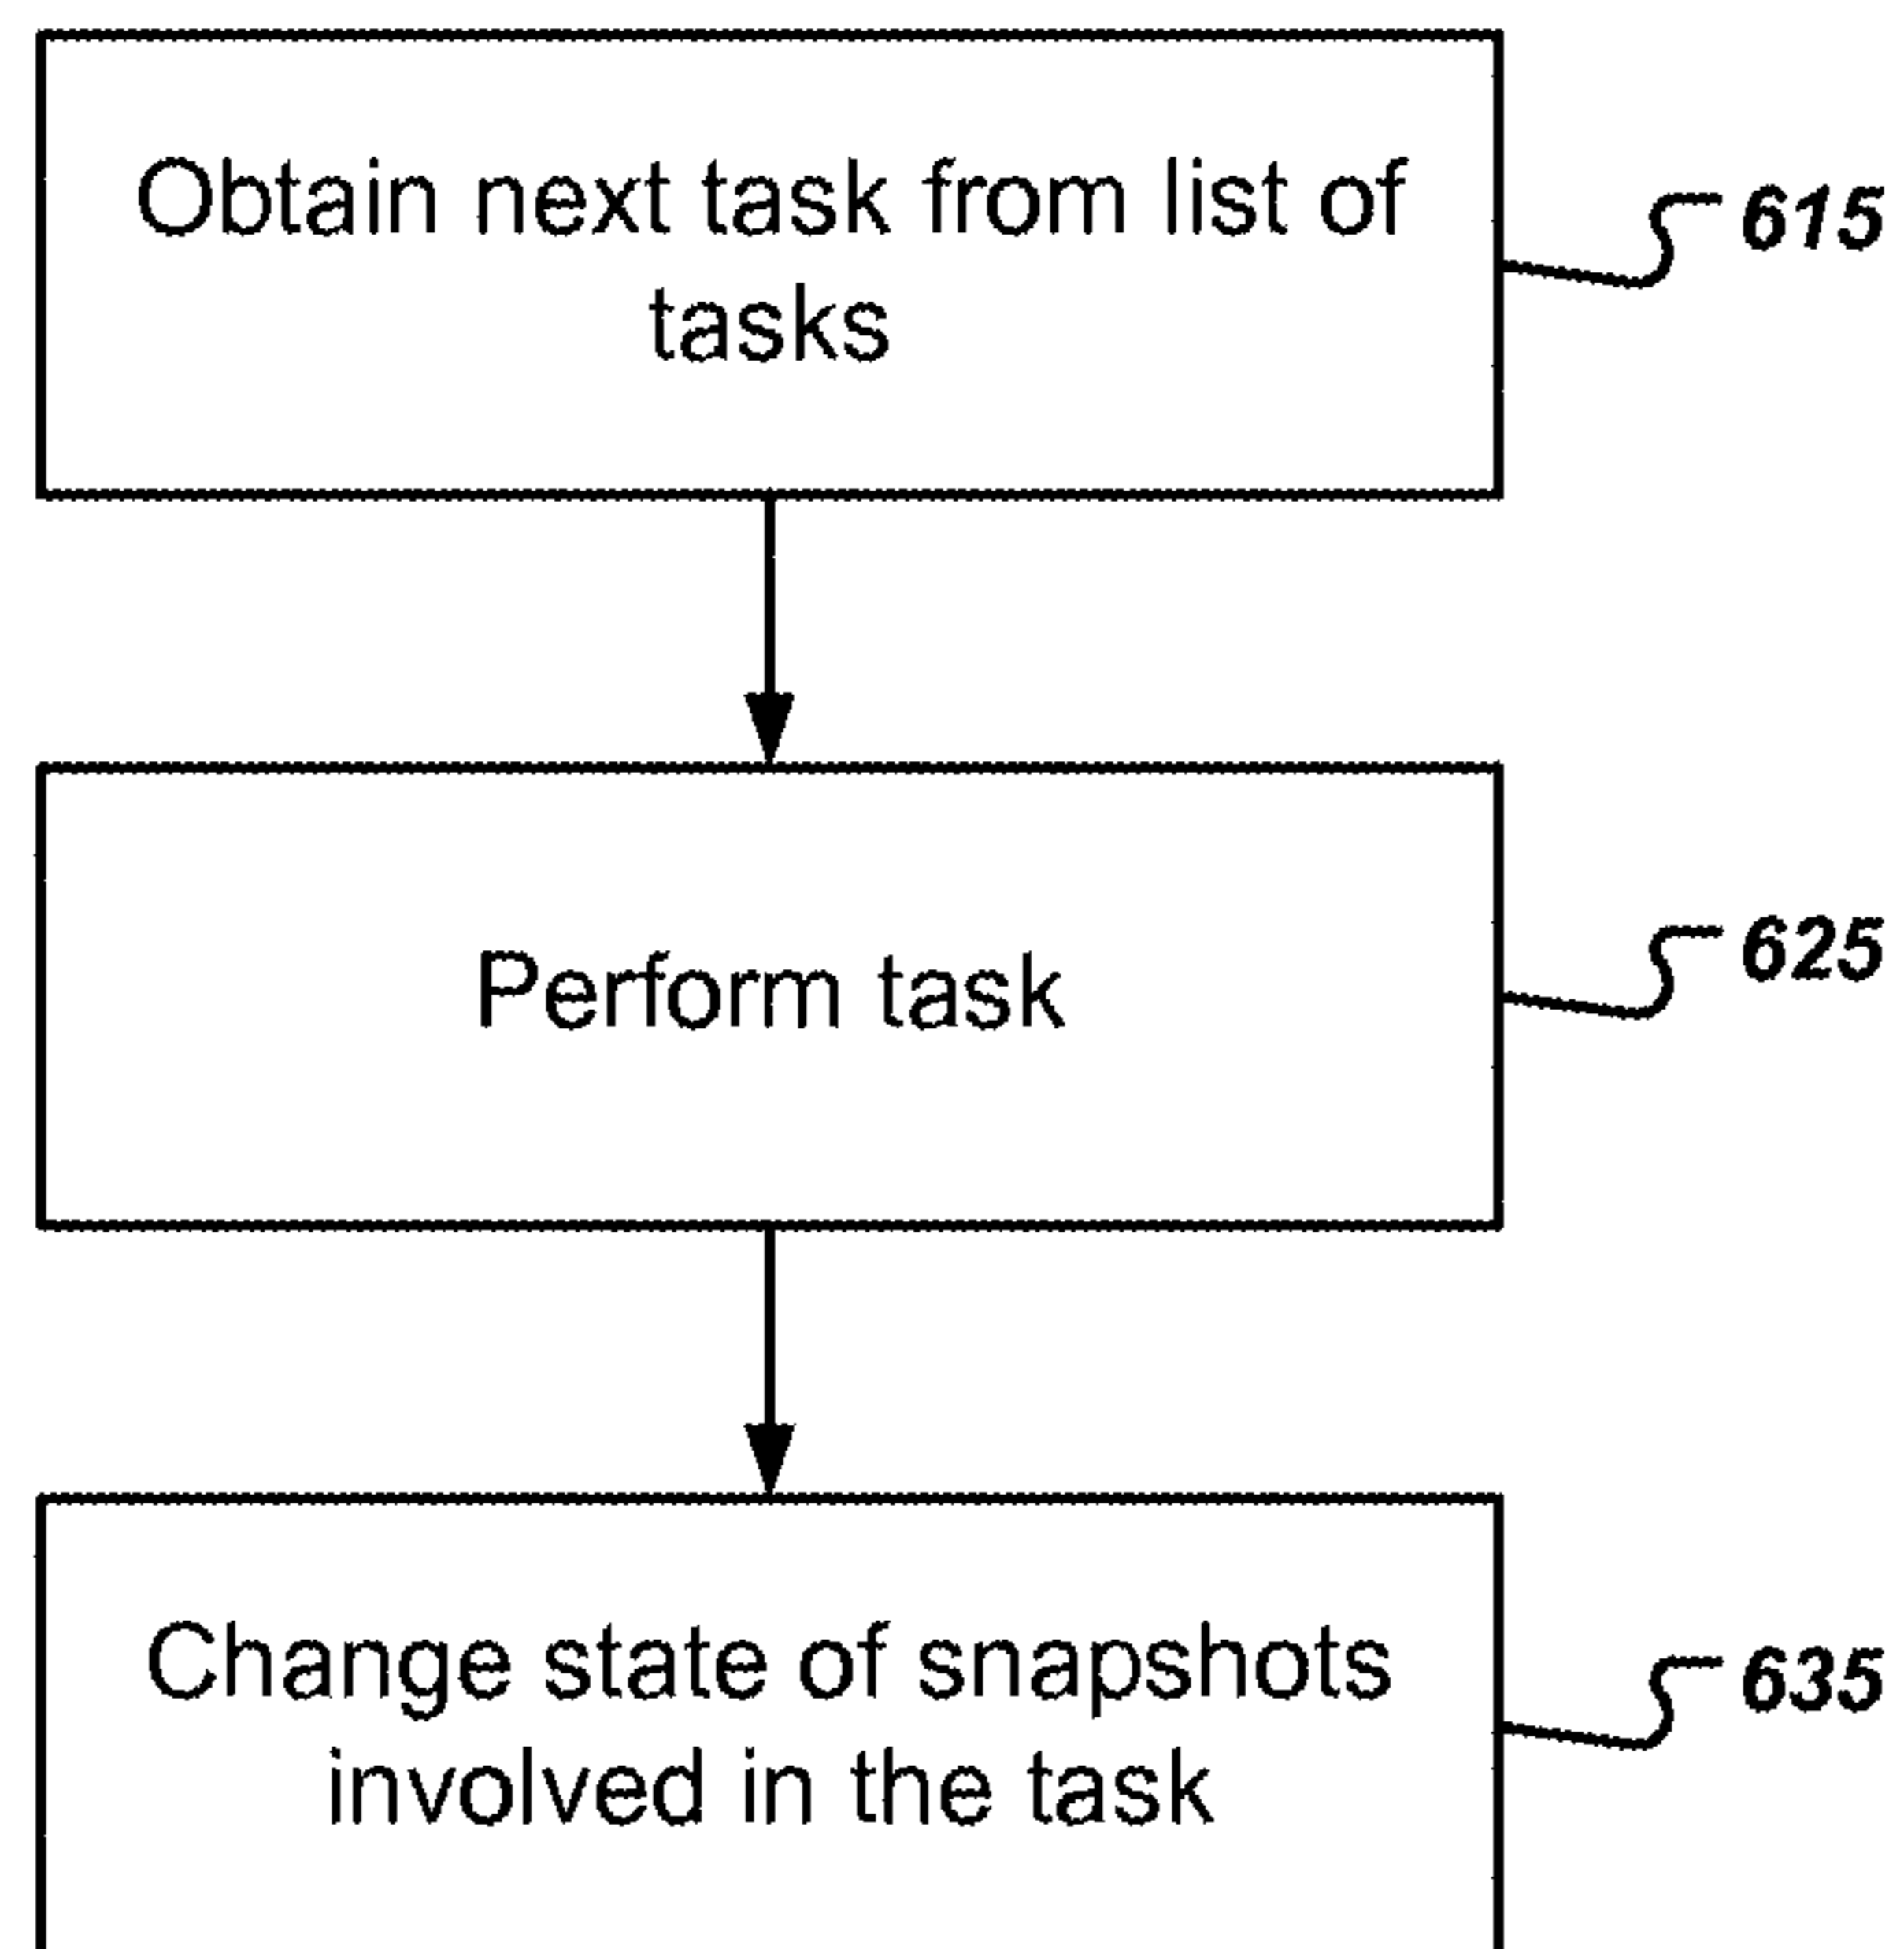 Obtain next task from list of
tasks
615
Perform task
625
Change state of snapshots
involved in the task
635